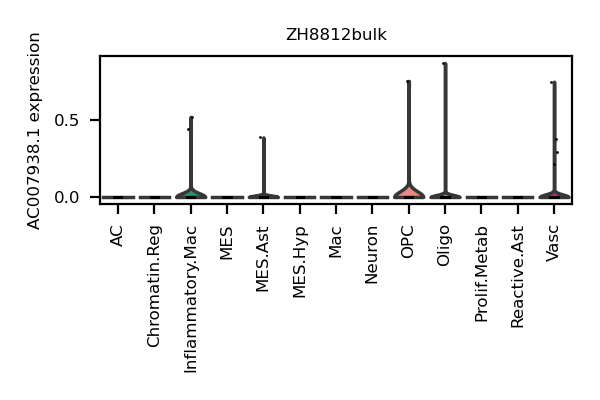 ZH8812bulk
AC007938.1 expression
0.5
0.0
AC
Chromatin.Reg
Inflammatory.Mac
MES
MES.Ast
MES.Hyp
Mac
Neuron
OPC
Oligo
Prolif.Metab
Reactive.Ast
Vasc